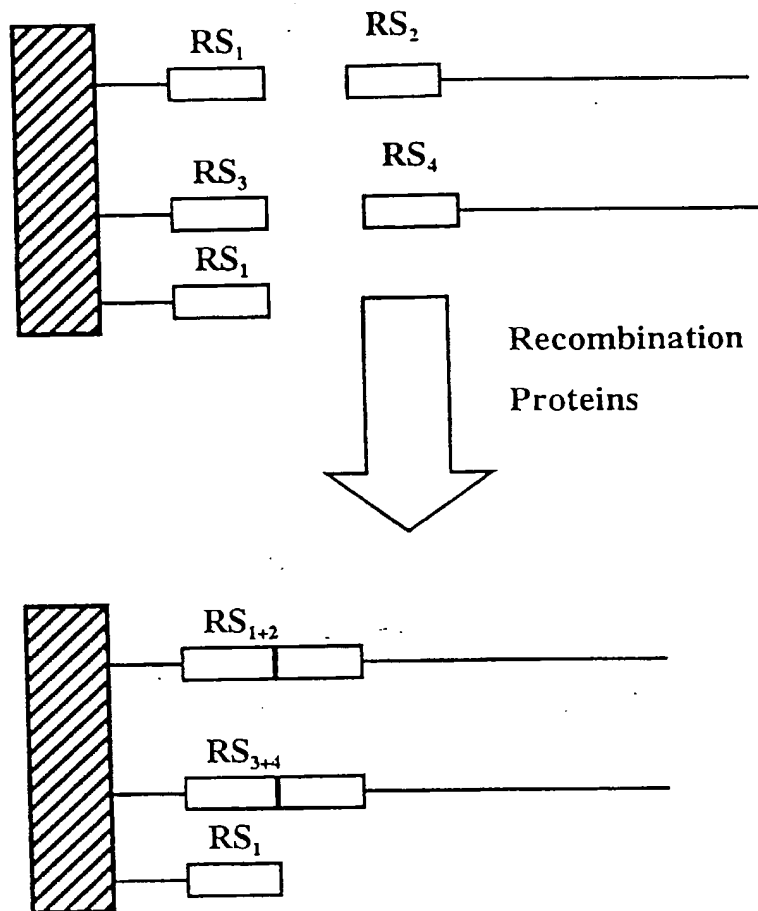 RS₁ RS₂
RS₃ RS₄
RS₁
Recombination
Proteins
RS₁₊₂
RS₃₊₄
RS₁